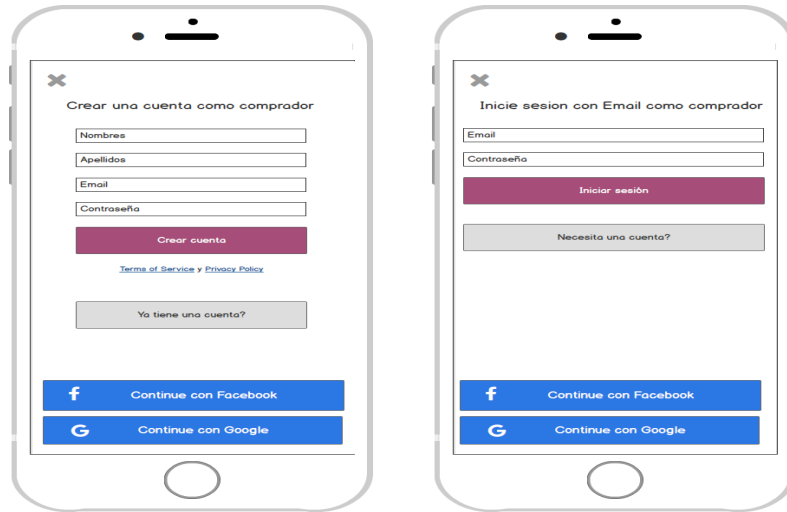 Crear una cuenta como comprador
Nombres
Apellidos
Email
Contraseña
Crear cuenta
Terms of Service y Privacy Policy
Ya tiene una cuenta?
f Continue con Facebook
G Continue con Google
Inicie sesion con Email como comprador
Email
Contraseña
Iniciar sesión
Necesita una cuenta?
f Continue con Facebook
G Continue con Google